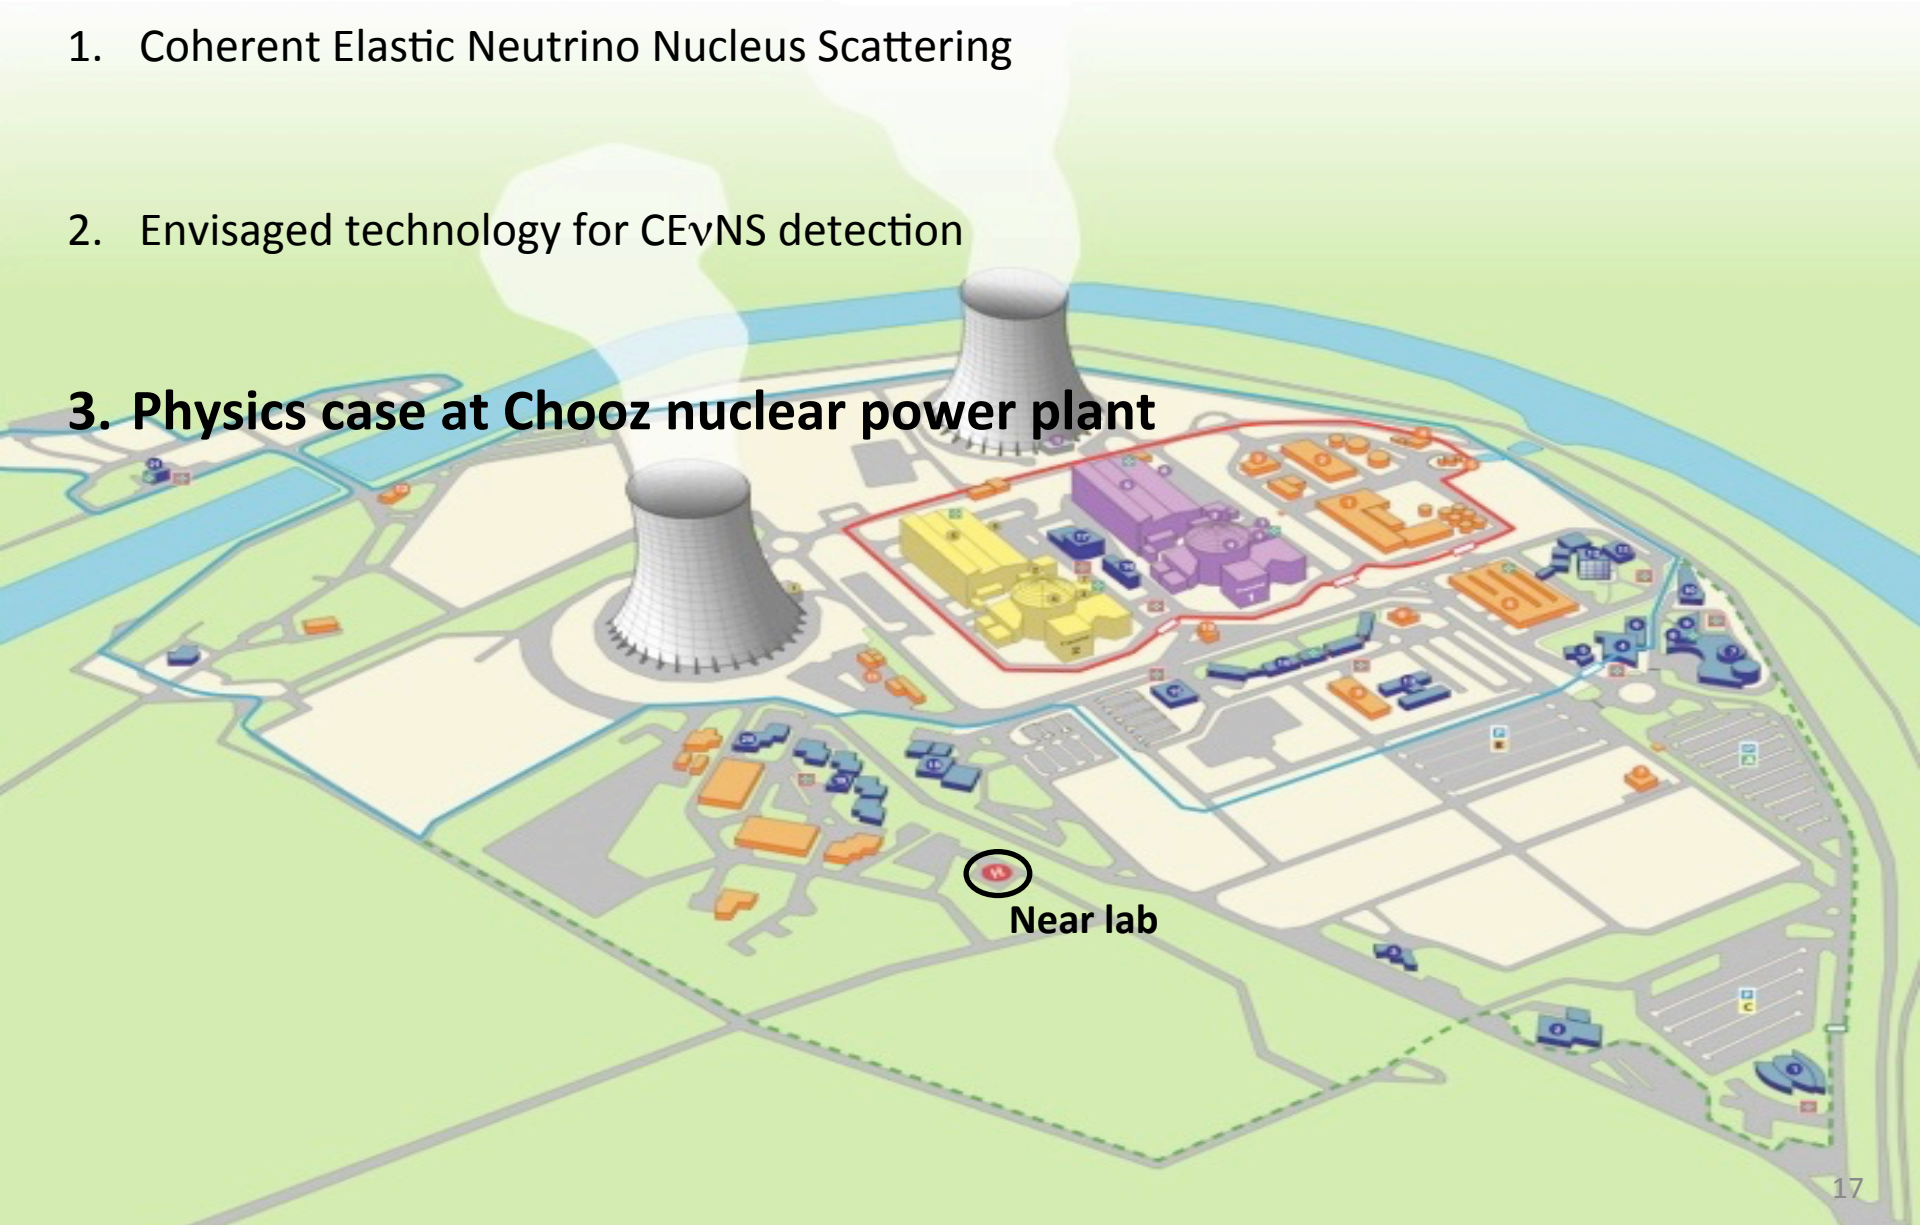 1. Coherent Elastic Neutrino Nucleus Scattering
2. Envisaged technology for CEνNS detection
3. Physics case at Chooz nuclear power plant
H
Near lab
17